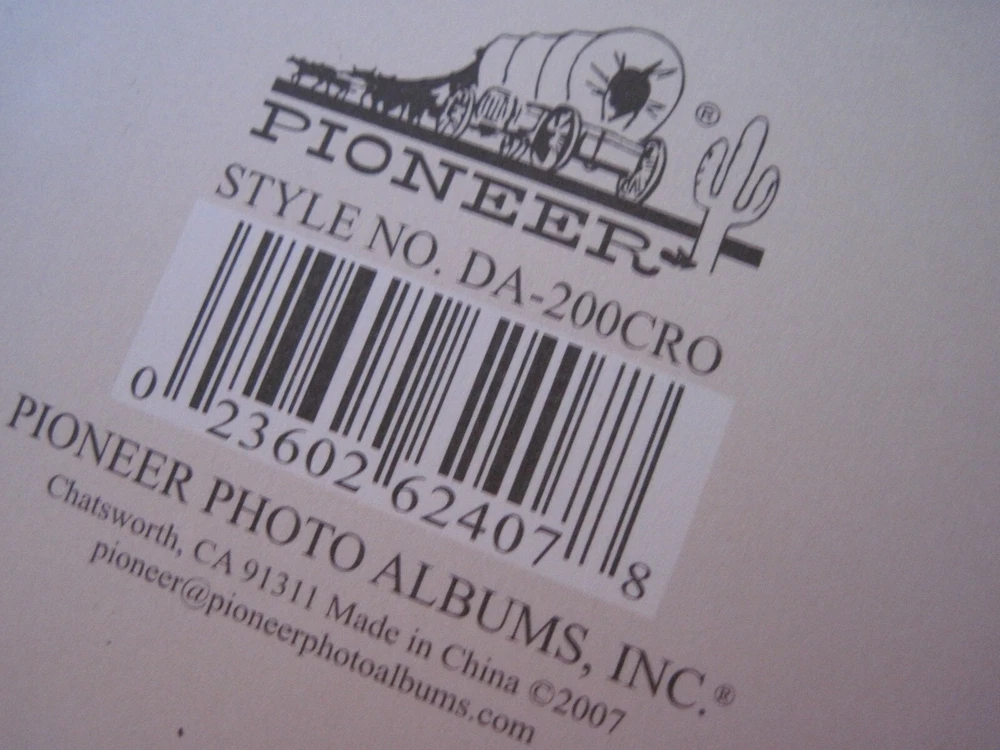 PIONEER®
STYLE NO. DA-200CRO
0 23602 62407 8
PIONEER PHOTO ALBUMS, INC.®
Chatsworth, CA 91311 Made in China ©2007
pioneer@pioneerphotoalbums.com